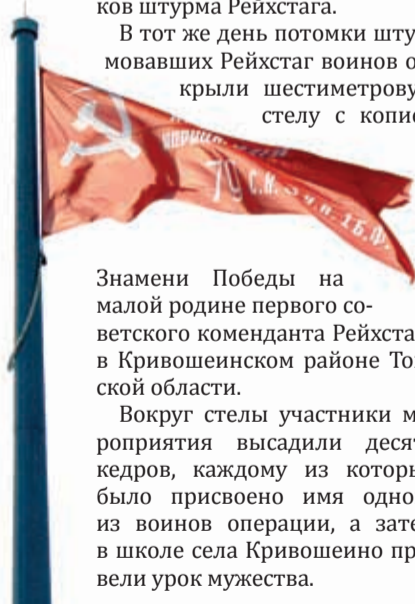 ков штурма Рейхстага.
В тот же день потомки шту
мовавших Рейхстаг воинов о
крыли шестиметрову
стелу с копи
79 С.К.
Знамени Победы на
малой родине первого со-
ветского коменданта Рейхста
в Кривошеинском районе То
ской области.
Вокруг стелы участники м
роприятия высадили деся
кедров, каждому из котор
было присвоено имя одно
из воинов операции, а зате
в школе села Кривошеино пр
вели урок мужества.